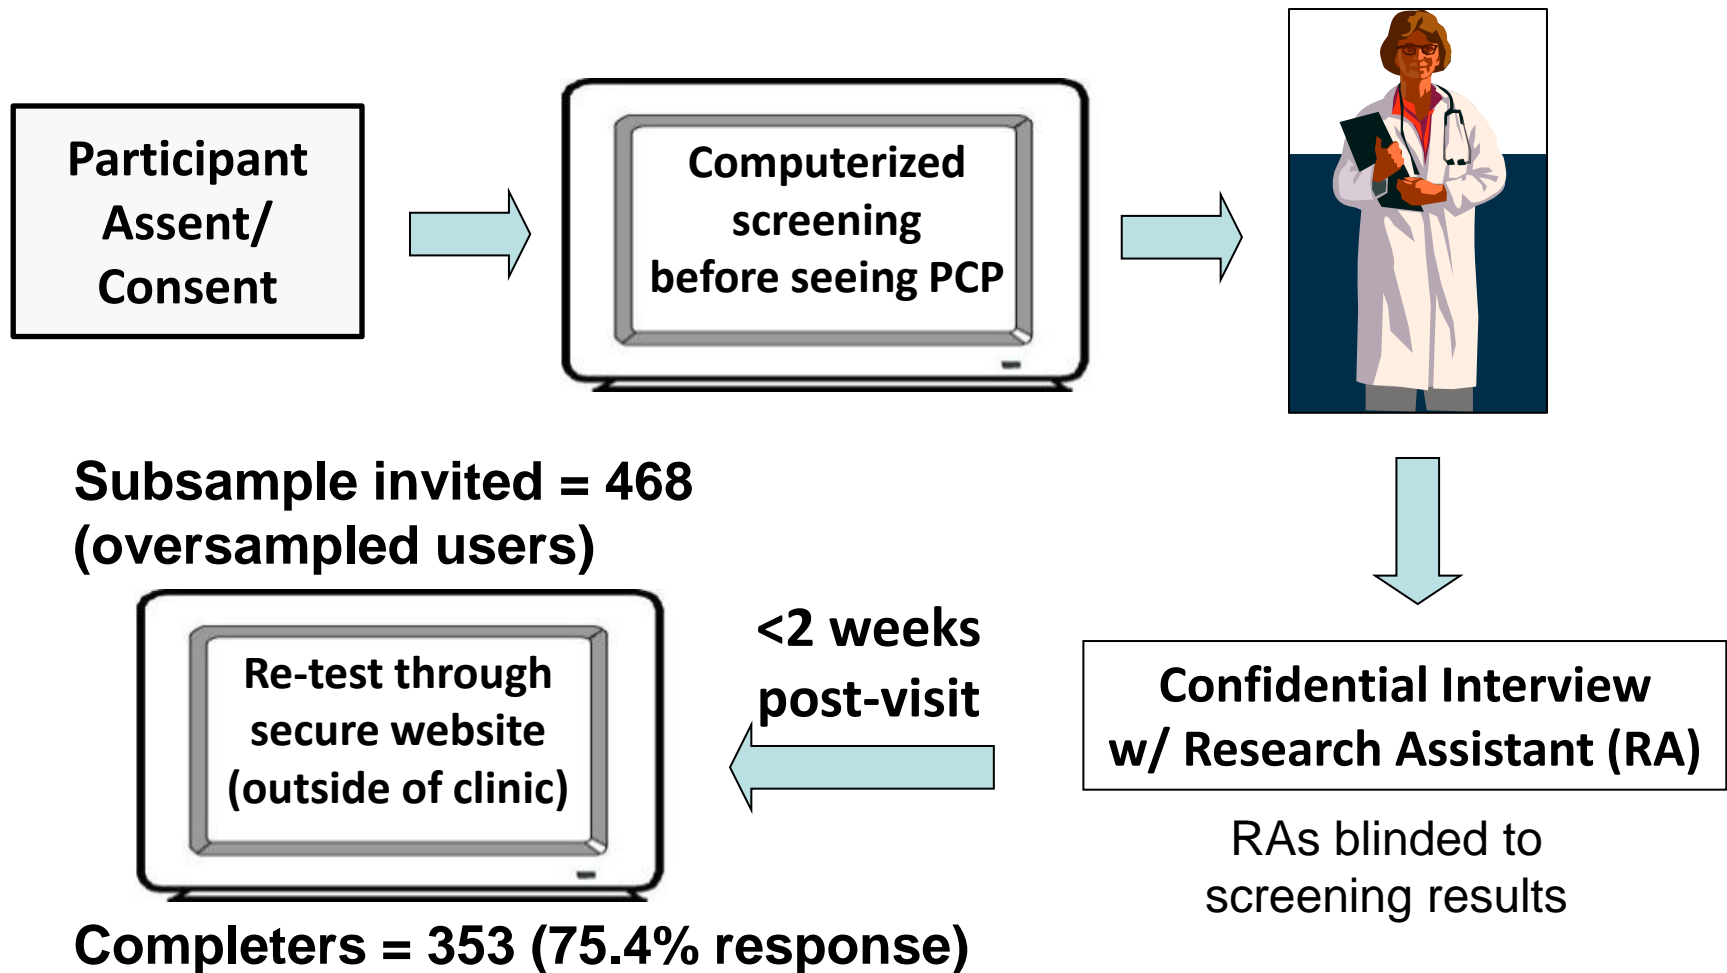 Participant
Assent/
Consent
Computerized
screening
before seeing PCP
Subsample invited = 468
(oversampled users)
Re-test through
secure website
(outside of clinic)
<2 weeks
post-visit
Confidential Interview
w/ Research Assistant (RA)
RAs blinded to
screening results
Completers = 353 (75.4% response)